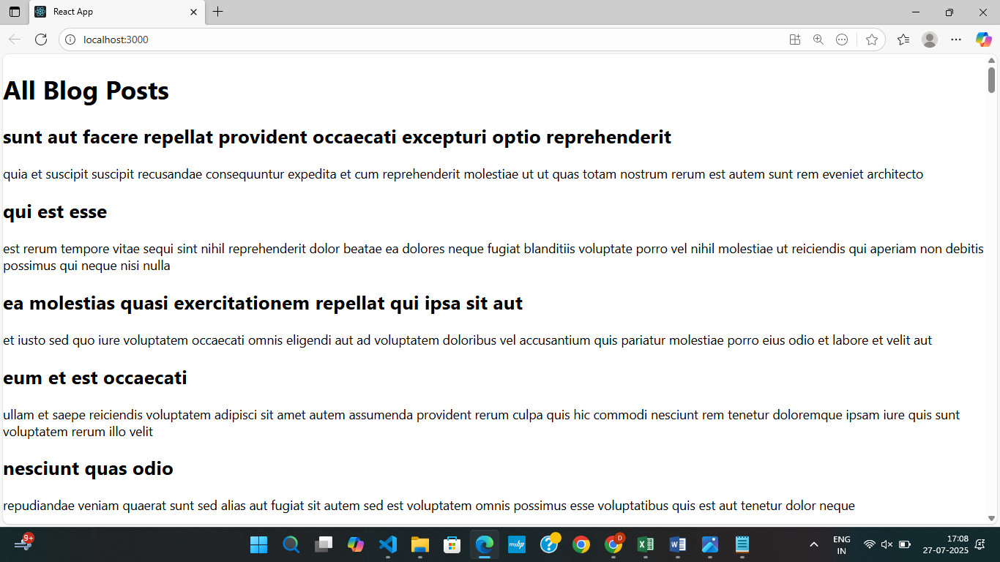 React App
localhost:3000
All Blog Posts
sunt aut facere repellat provident occaecati excepturi optio reprehenderit
quia et suscipit suscipit recusandae consequuntur expedita et cum reprehenderit molestiae ut ut quas totam nostrum rerum est autem sunt rem eveniet architecto
qui est esse
est rerum tempore vitae sequi sint nihil reprehenderit dolor beatae ea dolores neque fugiat blanditiis voluptate porro vel nihil molestiae ut reiciendis qui aperiam non debitis
possimus qui neque nisi nulla
ea molestias quasi exercitationem repellat qui ipsa sit aut
et iusto sed quo iure voluptatem occaecati omnis eligendi aut ad voluptatem doloribus vel accusantium quis pariatur molestiae porro eius odio et labore et velit aut
eum et est occaecati
ullam et saepe reiciendis voluptatem adipisci sit amet autem assumenda provident rerum culpa quis hic commodi nesciunt rem tenetur doloremque ipsam iure quis sunt
voluptatem rerum illo velit
nesciunt quas odio
repudiandae veniam quaerat sunt sed alias aut fugiat sit autem sed est voluptatem omnis possimus esse voluptatibus quis est aut tenetur dolor neque
9+
myhp
D
ENG
IN
17:08
27-07-2025